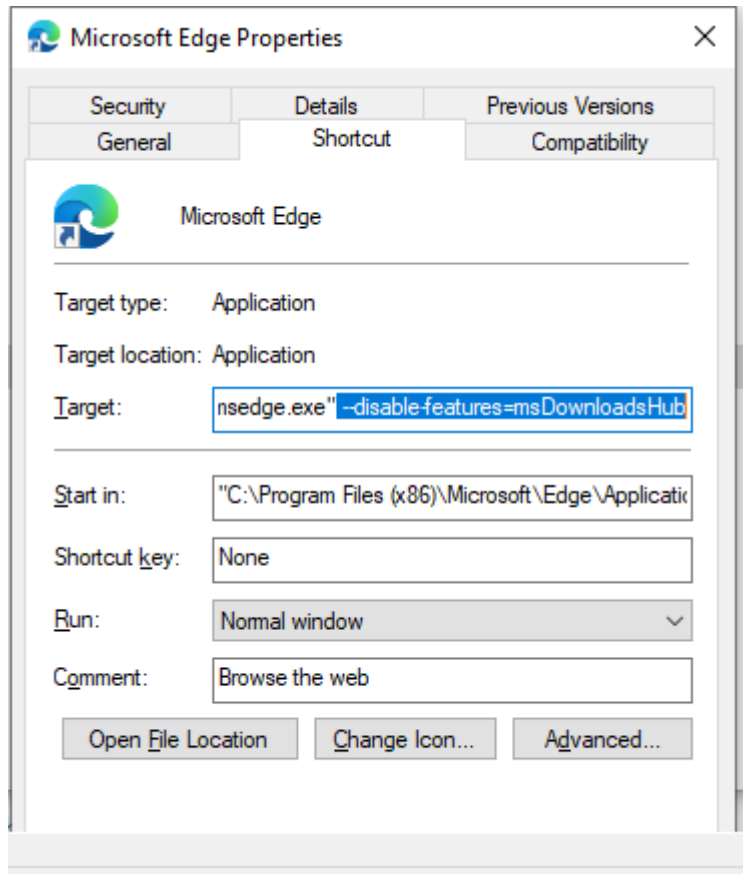 Microsoft Edge Properties
Security Details Previous Versions
General Shortcut Compatibility
Microsoft Edge
Target type: Application
Target location: Application
Target: nsedge.exe" --disable-features=msDownloadsHub
Start in: "C:\Program Files (x86)\Microsoft\Edge\Applicatic
Shortcut key: None
Run: Normal window
Comment: Browse the web
Open File Location Change Icon... Advanced...